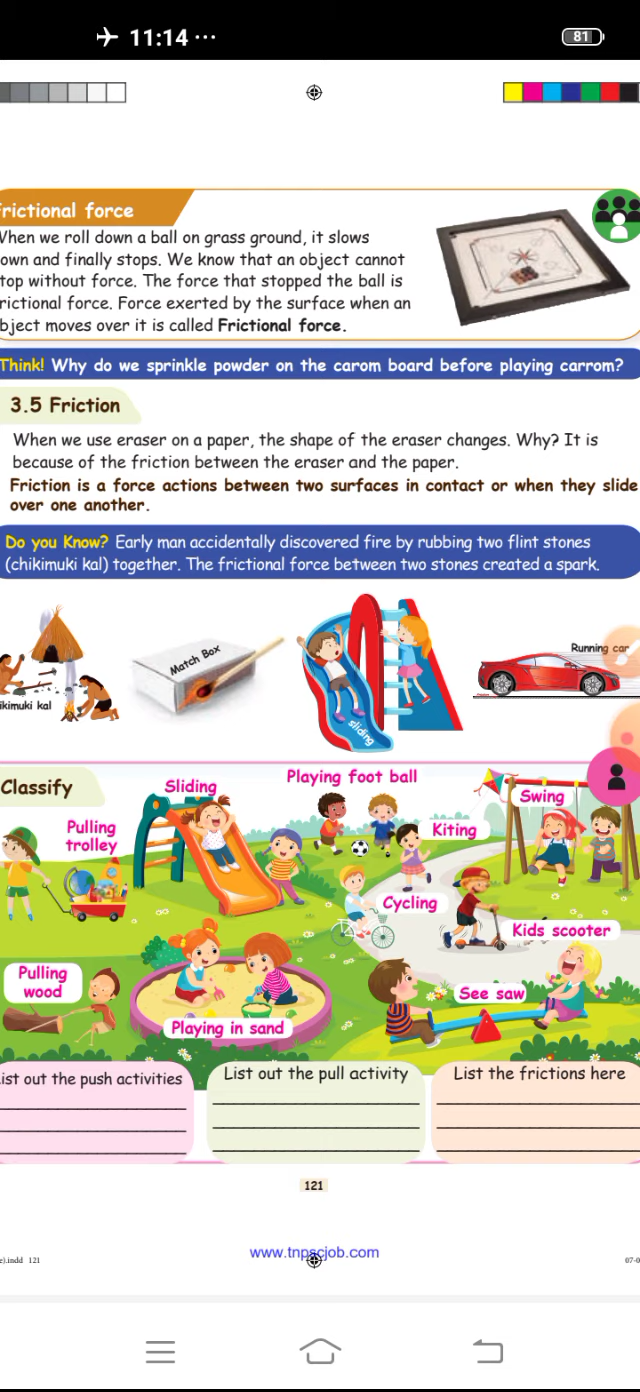 11:14 ...
81
Frictional force
When we roll down a ball on grass ground, it slows
own and finally stops. We know that an object cannot
top without force. The force that stopped the ball is
rictional force. Force exerted by the surface when an
bject moves over it is called Frictional force.
Think! Why do we sprinkle powder on the carom board before playing carrom?
3.5 Friction
When we use eraser on a paper, the shape of the eraser changes. Why? It is
because of the friction between the eraser and the paper.
Friction is a force actions between two surfaces in contact or when they slide
over one another.
Do you Know? Early man accidentally discovered fire by rubbing two flint stones
(chikimuki kal) together. The frictional force between two stones created a spark.
Match Box
Running car
ikimuki kal
sliding
Classify
Sliding
Playing foot ball
Swing
Pulling
trolley
Kiting
Cycling
Kids scooter
Pulling
wood
See saw
Playing in sand
ist out the push activities
List out the pull activity
List the frictions here
121
www.tnpscjob.com
e).indd 121
07-0